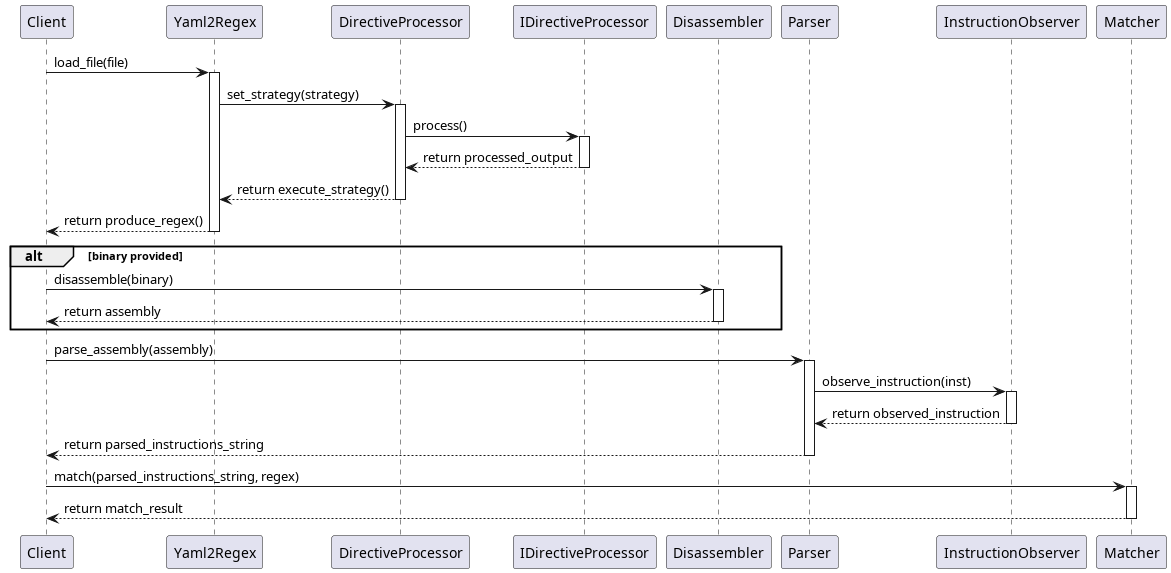 Client Yaml2Regex DirectiveProcessor IDirectiveProcessor Disassembler Parser InstructionObserver Matcher
load_file(file)
set_strategy(strategy)
process()
return processed_output
return execute_strategy()
return produce_regex()
alt [binary provided]
disassemble(binary)
return assembly
parse_assembly(assembly)
observe_instruction(inst)
return observed_instruction
return parsed_instructions_string
match(parsed_instructions_string, regex)
return match_result
Client Yaml2Regex DirectiveProcessor IDirectiveProcessor Disassembler Parser InstructionObserver Matcher